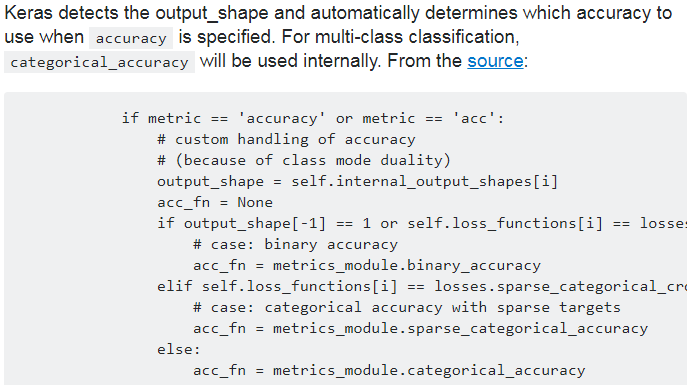 Keras detects the output_shape and automatically determines which accuracy to
use when accuracy is specified. For multi-class classification,
categorical_accuracy will be used internally. From the source:
if metric == 'accuracy' or metric == 'acc':
# custom handling of accuracy
# (because of class mode duality)
output_shape = self.internal_output_shapes[i]
acc_fn = None
if output_shape[-1] == 1 or self.loss_functions[i] == losses
# case: binary accuracy
acc_fn = metrics_module.binary_accuracy
elif self.loss_functions[i] == losses.sparse_categorical_cro
# case: categorical accuracy with sparse targets
acc_fn = metrics_module.sparse_categorical_accuracy
else:
acc_fn = metrics_module.categorical_accuracy